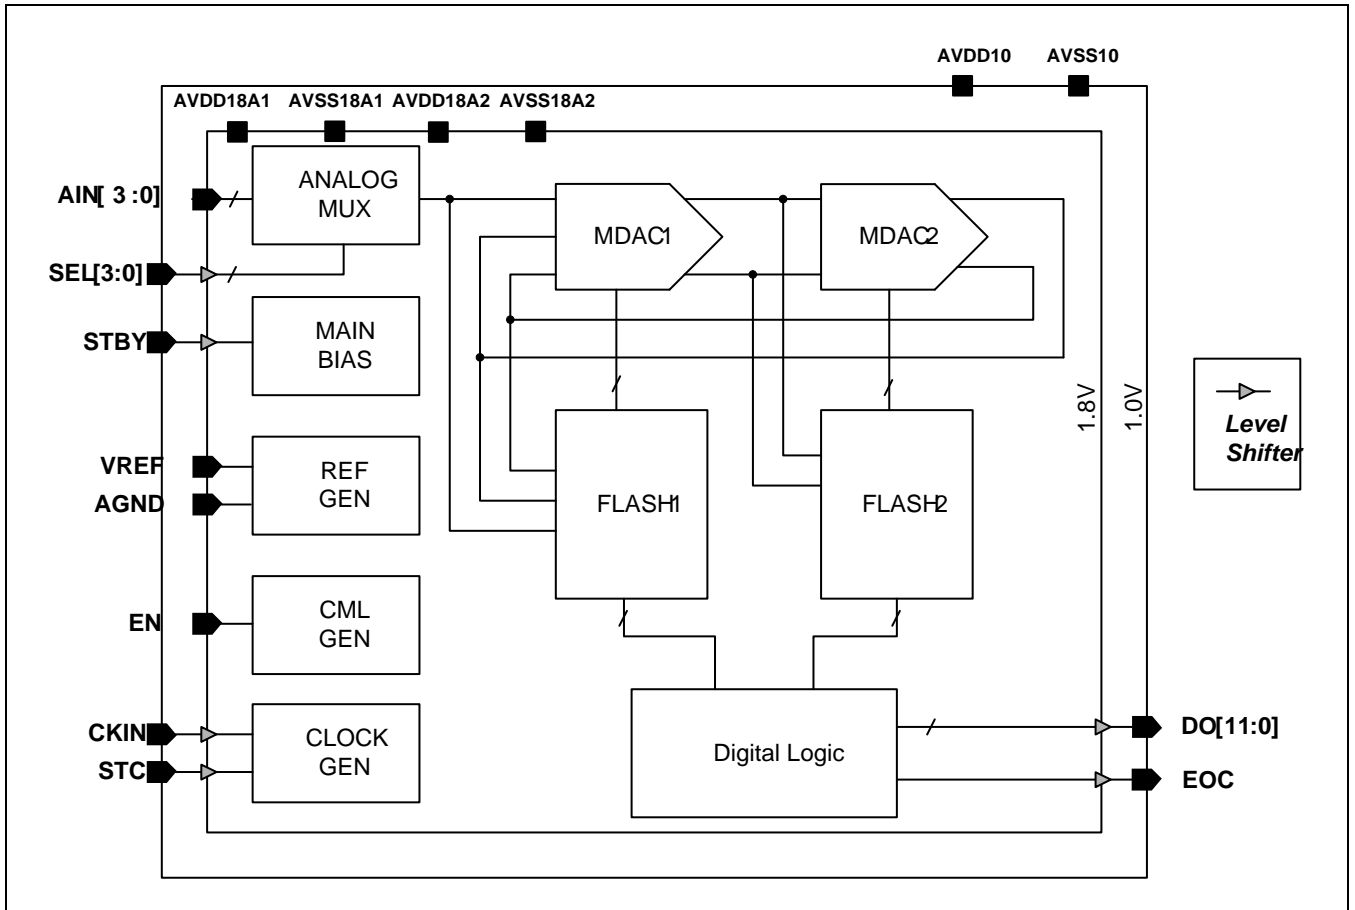 AVDD10 AVSS10
AVDD18A1 AVSS18A1 AVDD18A2 AVSS18A2
AIN[ 3 :0]
ANALOG
MUX
MDAC1
MDAC2
SEL[3:0]
STBY
MAIN
BIAS
1.8V
1.0V
Level
Shifter
VREF
AGND
REF
GEN
FLASH1
FLASH2
EN
CML
GEN
CKIN
STC
CLOCK
GEN
Digital Logic
DO[11:0]
EOC